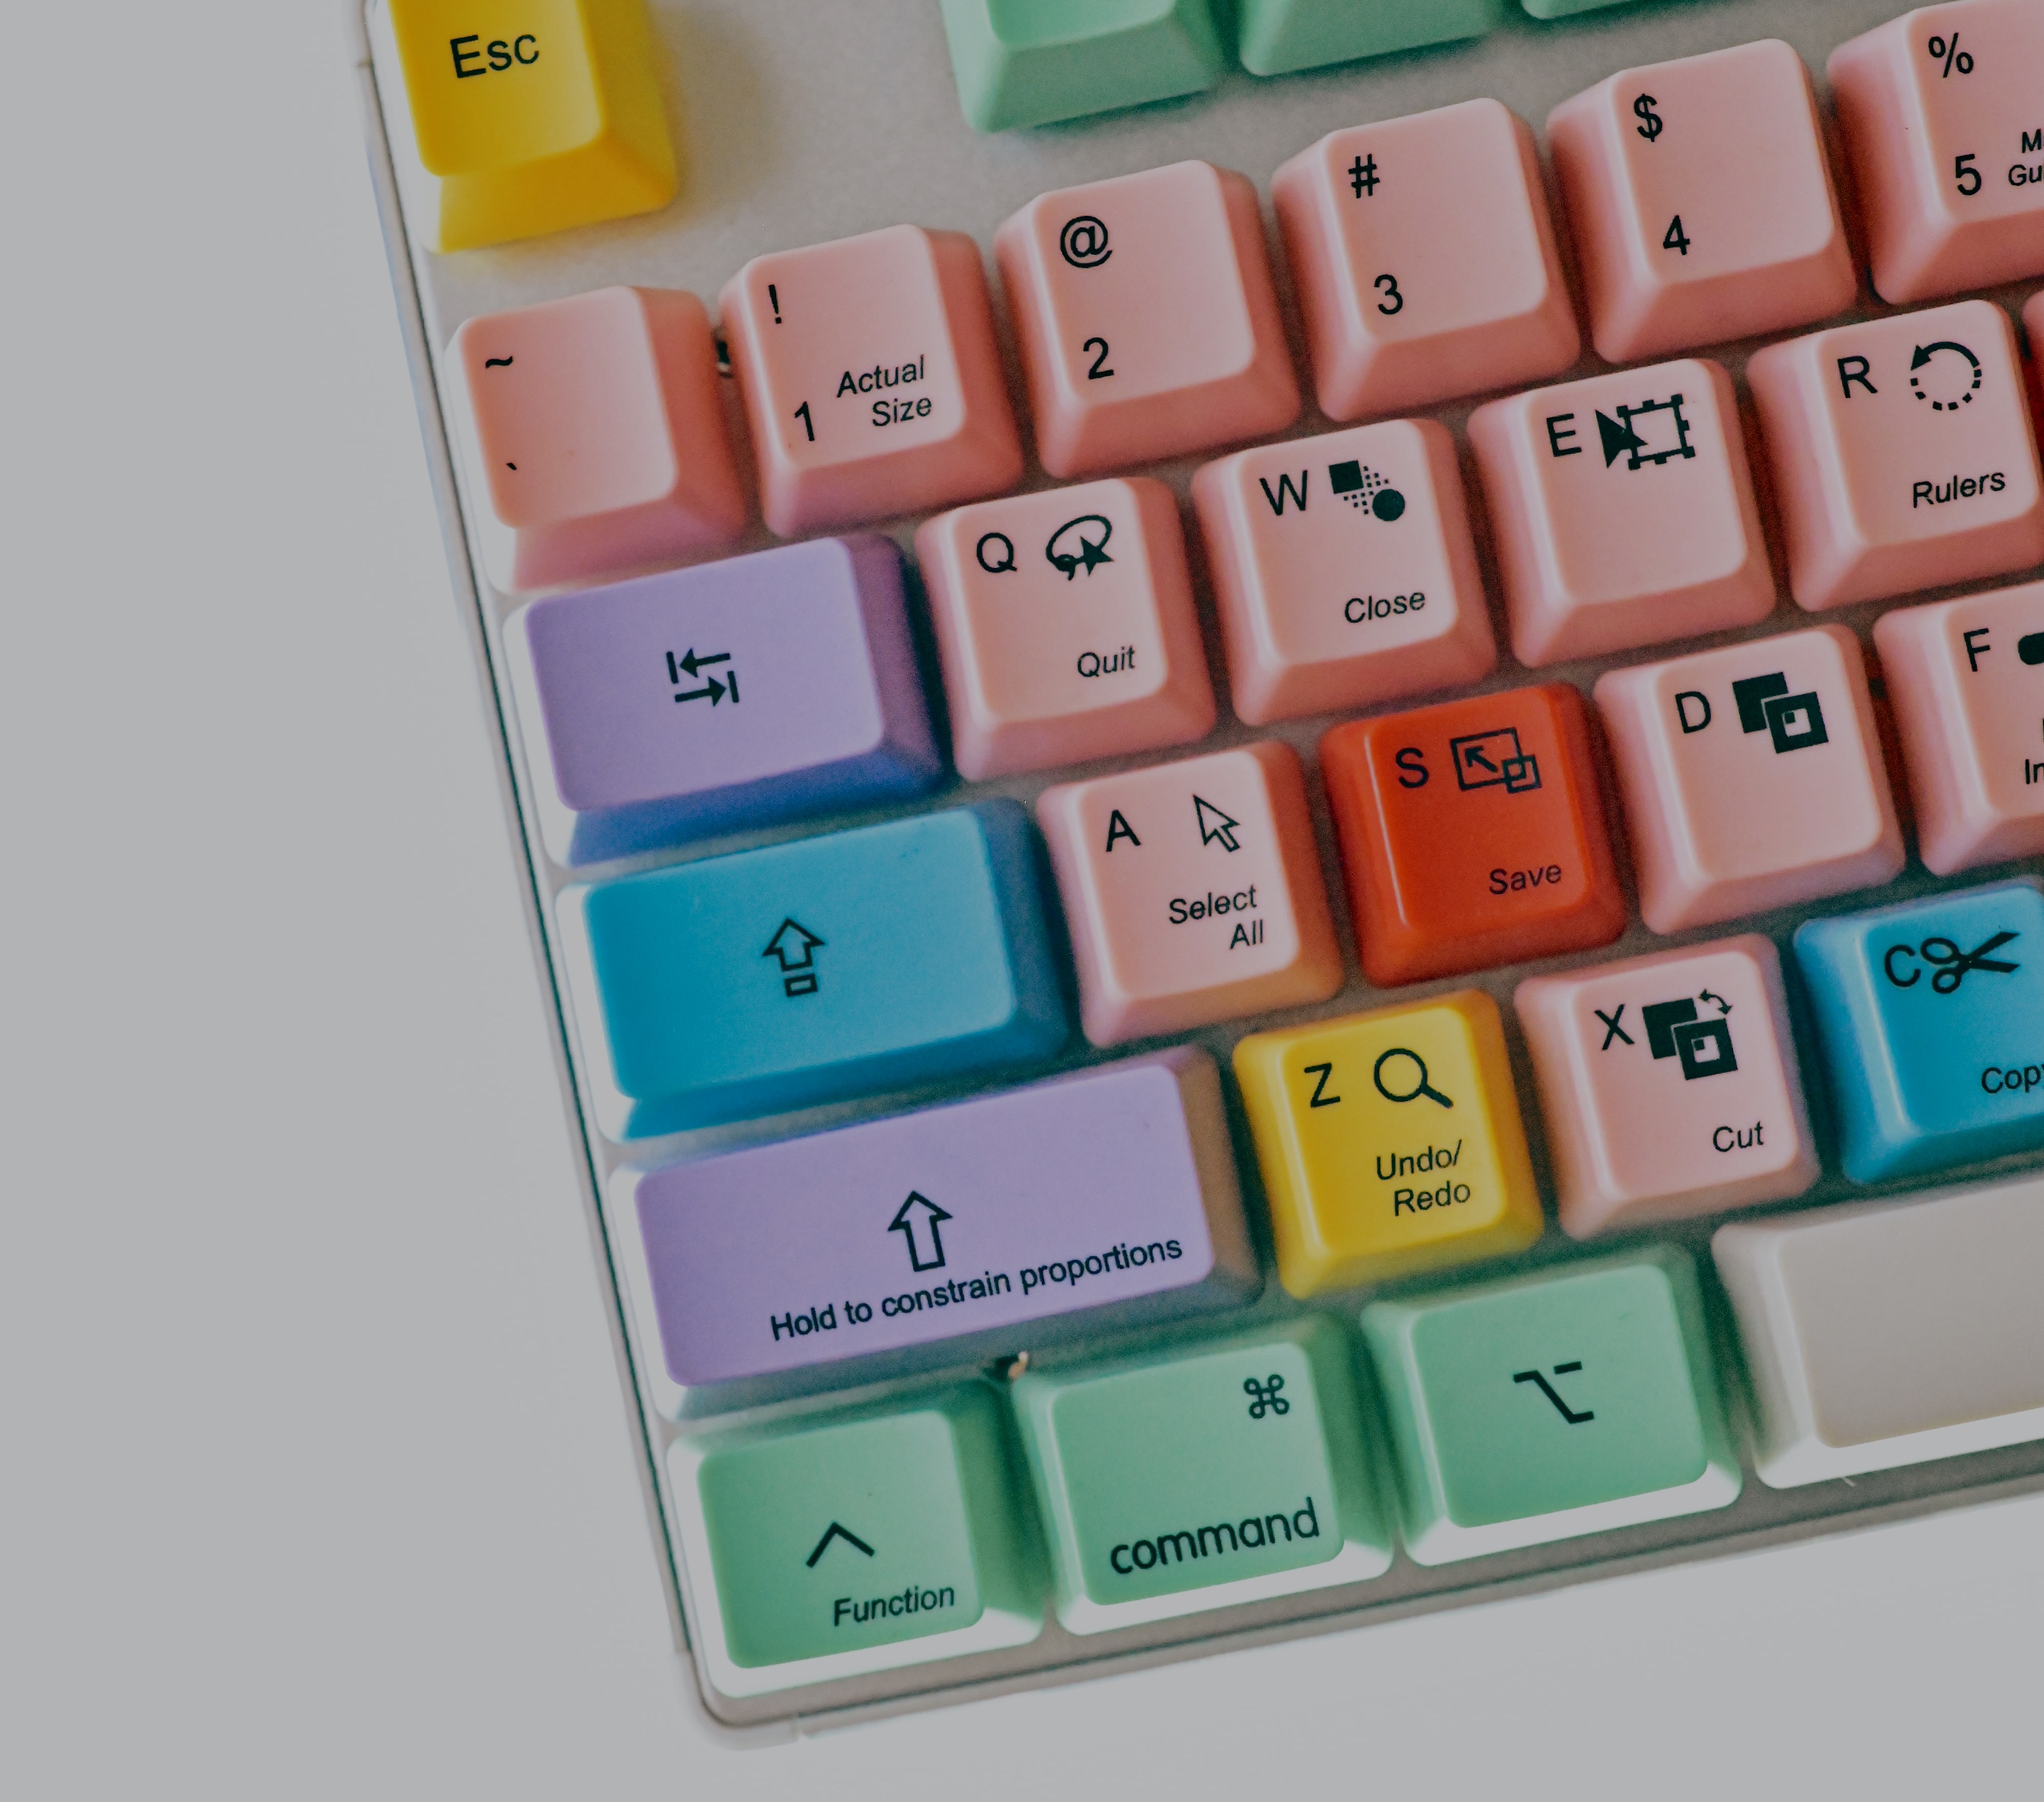 Esc
~
`
!
1 Actual
Size
@
2
#
3
$
4
%
5
Q
Quit
W
Close
E
R
Rulers
A
Select
All
S
Save
D
F
Hold to constrain proportions
Z
Undo/
Redo
X
Cut
C
^
Function
⌘
command
⌥